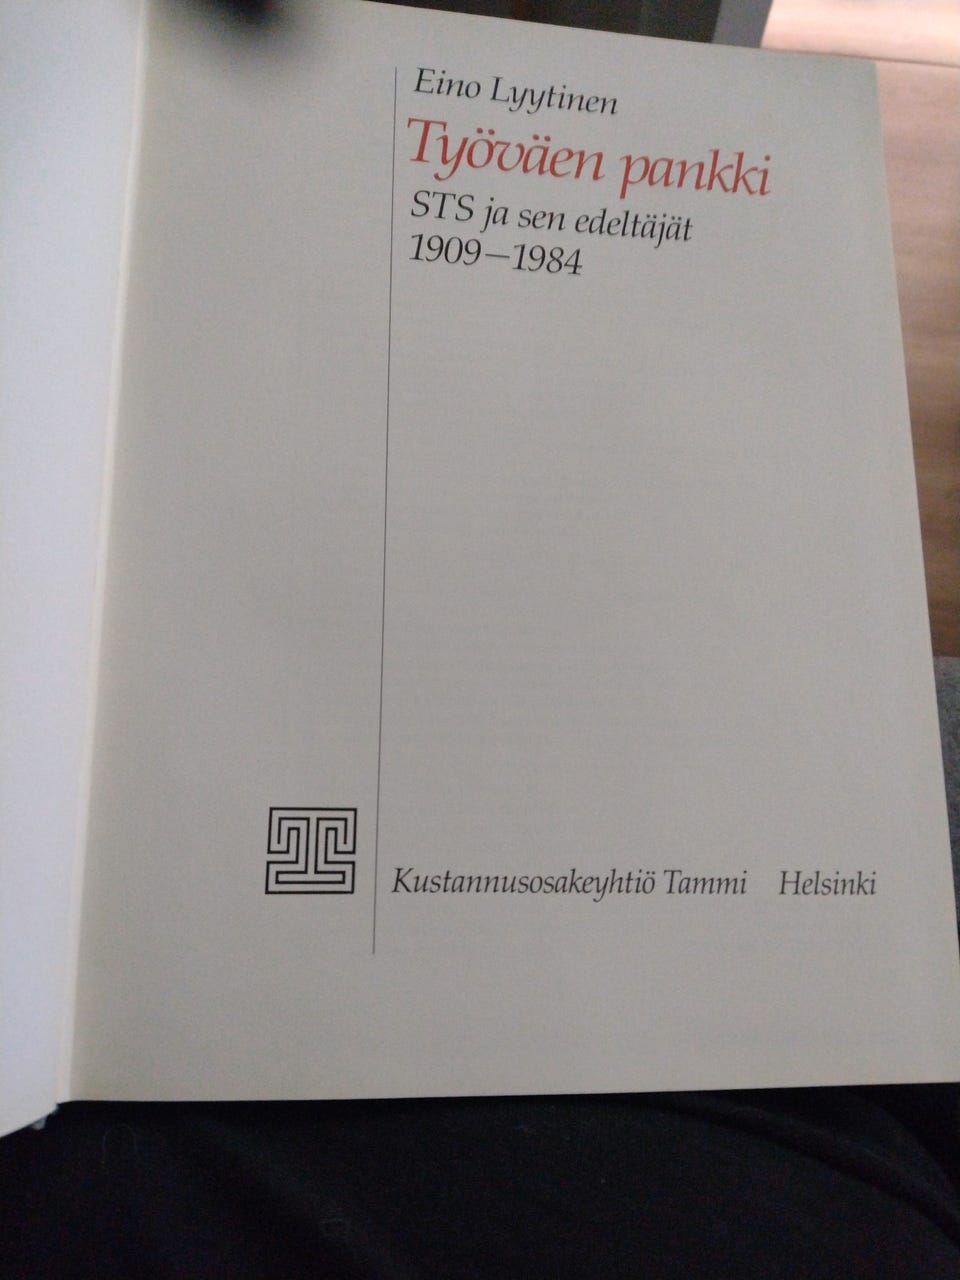 Eino Lyytinen
Työväen pankki
STS ja sen edeltäjät
1909—1984
Kustannusosakeyhtiö Tammi Helsinki